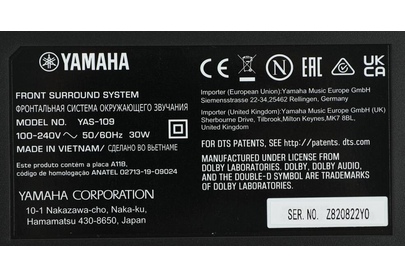 YAMAHA
FRONT SURROUND SYSTEM
ФРОНТАЛЬНАЯ СИСТЕМА ОКРУЖАЮЩЕГО ЗВУЧАНИЯ
MODEL NO. YAS-109
100-240V ~ 50/60Hz 30W
MADE IN VIETNAM/ СДЕЛАНО ВО ВЬЕТНАМЕ
Este produto contém a placa A11B,
código de homologação ANATEL 02713-19-09024
YAMAHA CORPORATION
10-1 Nakazawa-cho, Naka-ku,
Hamamatsu 430-8650, Japan
CE EAC UK CA
Importer (European Union):Yamaha Music Europe GmbH
Siemensstrasse 22-34,25462 Rellingen, Germany
Importer (United Kingdom):Yamaha Music Europe GmbH (UK)
Sherbourne Drive, Tilbrook,Milton Keynes,MK7 8BL,
United Kingdom
FOR DTS PATENTS, SEE http://patents. dts.com.
MANUFACTURED UNDER LICENSE FROM
DOLBY LABORATORIES. DOLBY, DOLBY AUDIO,
AND THE DOUBLE-D SYMBOL ARE TRADEMARKS
OF DOLBY LABORATORIES.
SER. NO. Z820822Y0